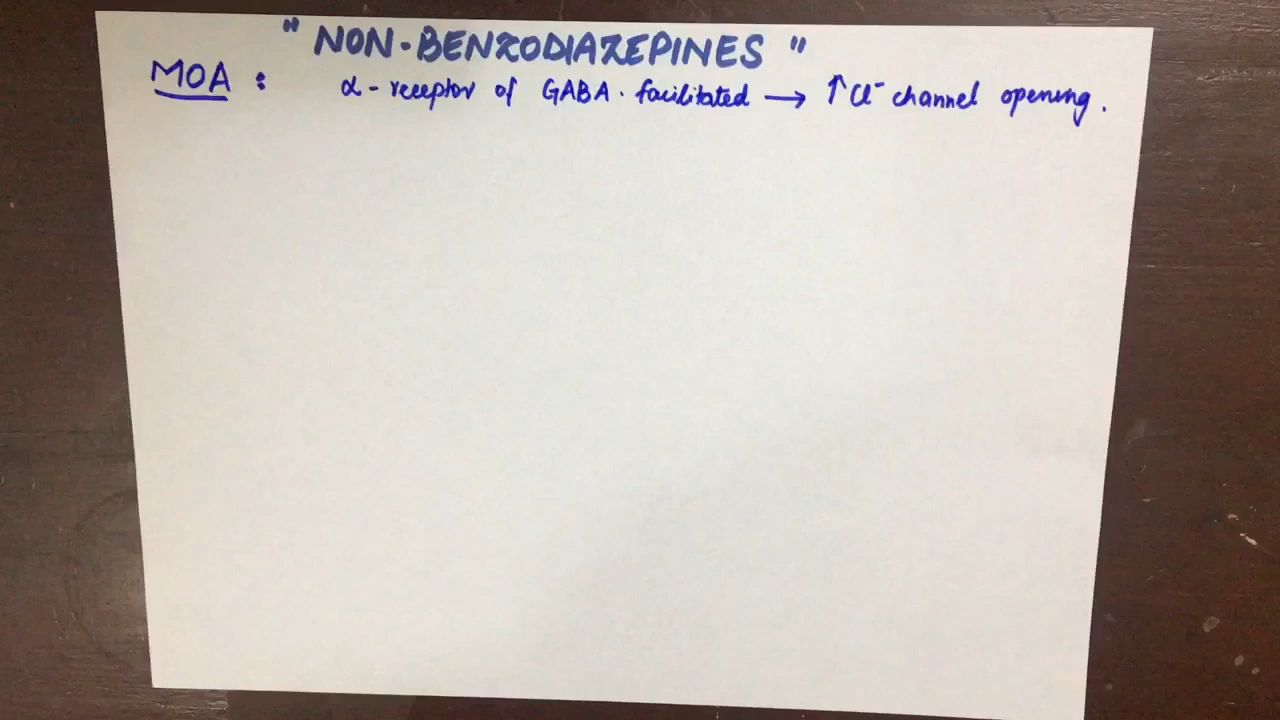 " NON-BENZODIAZEPINES "
MOA : α-receptor of GABA. facilitated → ↑ Cl⁻ channel opening.